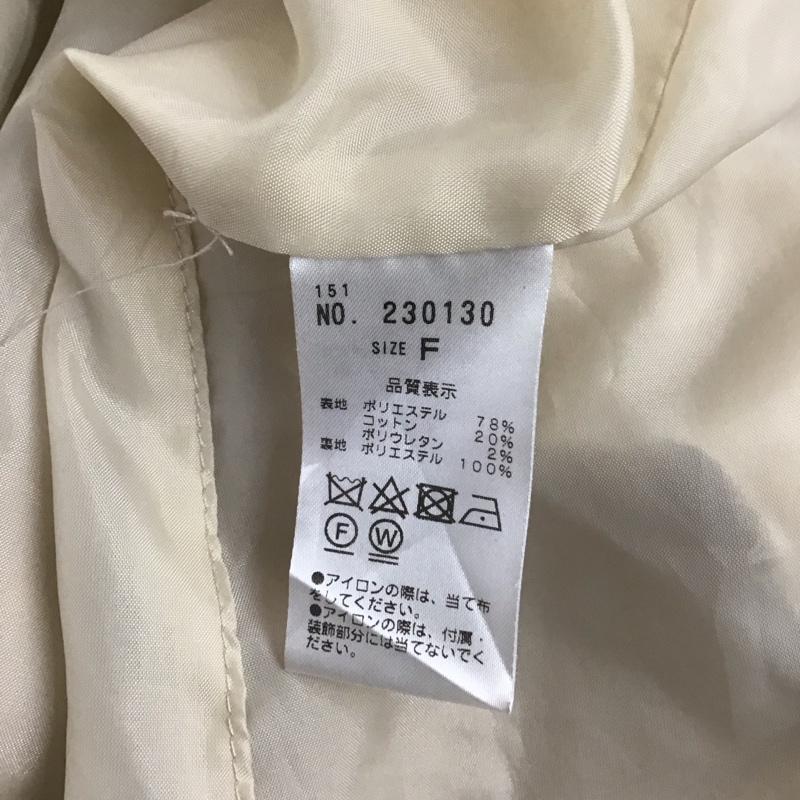 151
NO. 230130
SIZE F
品質表示
表地 ポリエステル 78%
コットン 20%
ポリウレタン 2%
裏地 ポリエステル 100%
F W
●アイロンの際は、当て布
をしてください。
●アイロンの際は、付属・
装飾部分には当てないでく
ださい。